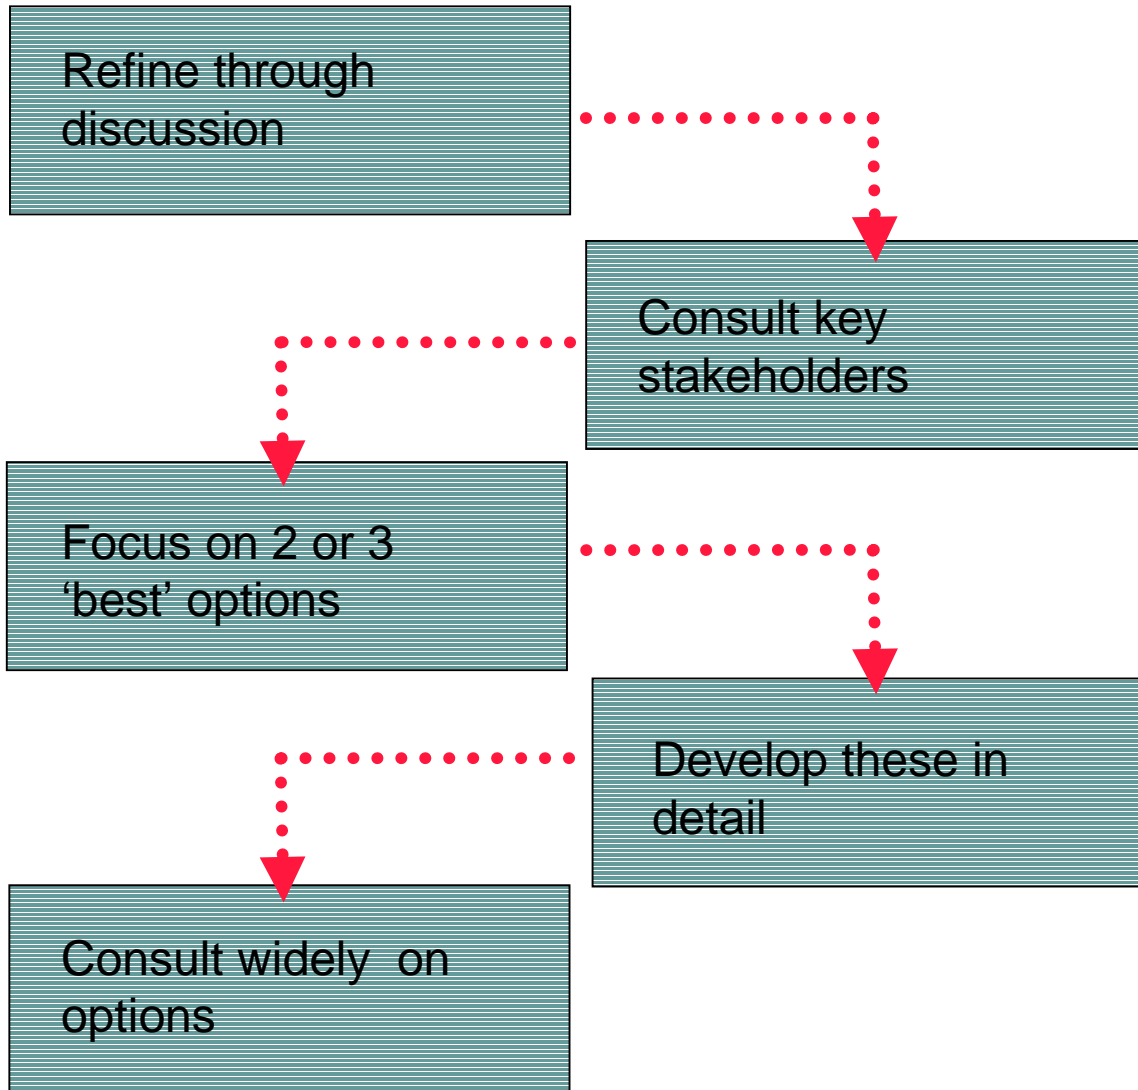 Refine through
discussion
Consult key
stakeholders
Focus on 2 or 3
‘best’ options
Develop these in
detail
Consult widely  on
options